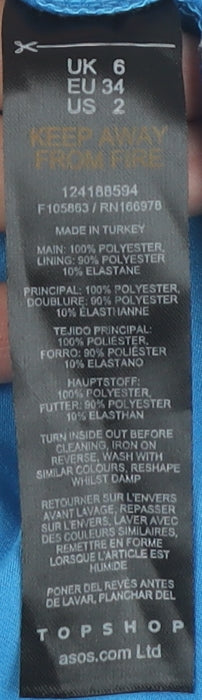 UK 6
EU 34
US 2
KEEP AWAY
FROM FIRE
124188594
F105863 / RN166978
MADE IN TURKEY
MAIN: 100% POLYESTER,
LINING: 90% POLYESTER
10% ELASTANE
PRINCIPAL: 100% POLYESTER,
DOUBLURE: 90% POLYESTER
10% ÉLASTHANNE
TEJIDO PRINCIPAL:
100% POLIESTER,
FORRO: 90% POLIÉSTER
10% ELASTANO
HAUPTSTOFF:
100% POLYESTER,
FUTTER: 90% POLYESTER
10% ELASTHAN
TURN INSIDE OUT BEFORE
CLEANING, IRON ON
REVERSE, WASH WITH
SIMILAR COLOURS, RESHAPE
WHILST DAMP
RETOURNER SUR L'ENVERS
AVANT LAVAGE, REPASSER
SUR L'ENVERS, LAVER AVEC
DES COULEURS SIMILAIRES,
REMETTRE EN FORME
LORSQUE L'ARTICLE EST
HUMIDE
PONER DEL REVÉS ANTES
DE LAVAR, PLANCHAR DEL
TOPSHOP
asos.com Ltd